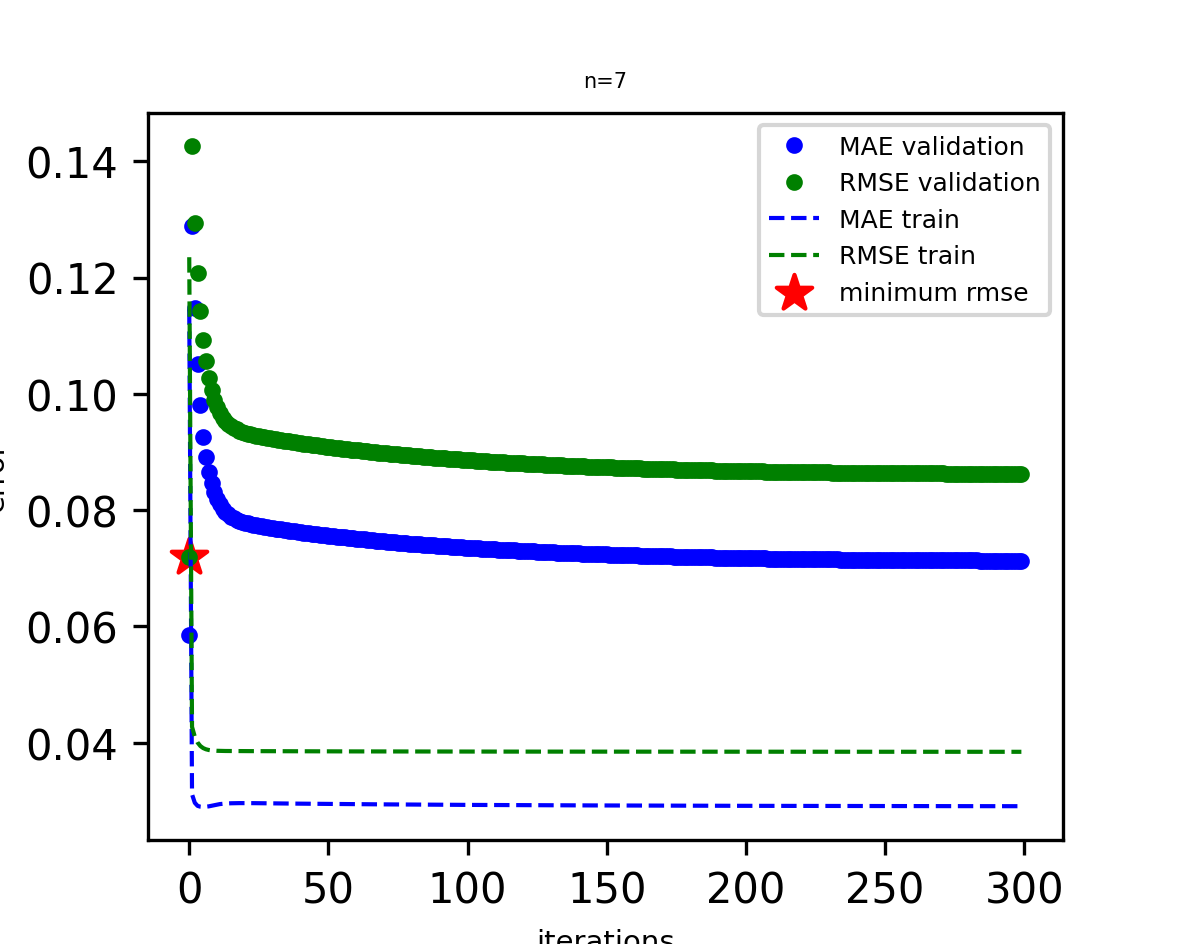 n=7
0.14
0.12
0.10
0.08
0.06
0.04
MAE validation
RMSE validation
MAE train
RMSE train
minimum rmse
0 50 100 150 200 250 300
iterations